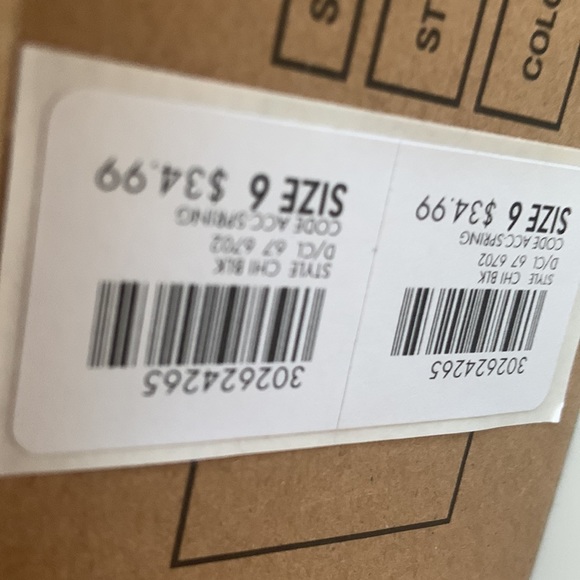 302624265
STYLE CHI BLK
D/CL 67 6702
CODE ACC:SPRING
SIZE 6 $34.99
302624265
STYLE CHI BLK
D/CL 67 6702
CODE ACC:SPRING
SIZE 6 $34.99
S
ST
COLO